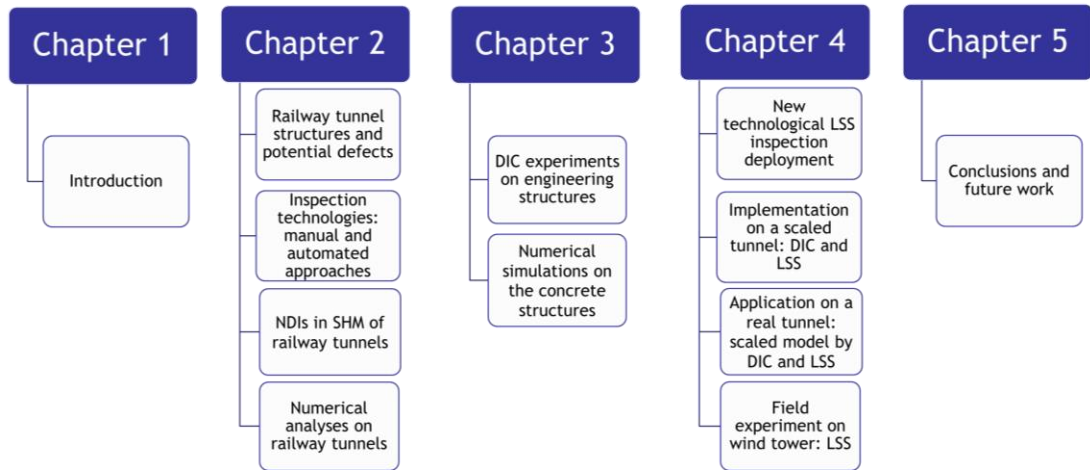 Chapter 1
Introduction
Chapter 2
Railway tunnel
structures and
potential defects
Inspection
technologies:
manual and
automated
approaches
NDIs in SHM of
railway tunnels
Numerical
analyses on
railway tunnels
Chapter 3
DIC experiments
on engineering
structures
Numerical
simulations on
the concrete
structures
Chapter 4
New
technological LSS
inspection
deployment
Implementation
on a scaled
tunnel: DIC and
LSS
Application on a
real tunnel:
scaled model by
DIC and LSS
Field
experiment on
wind tower: LSS
Chapter 5
Conclusions and
future work